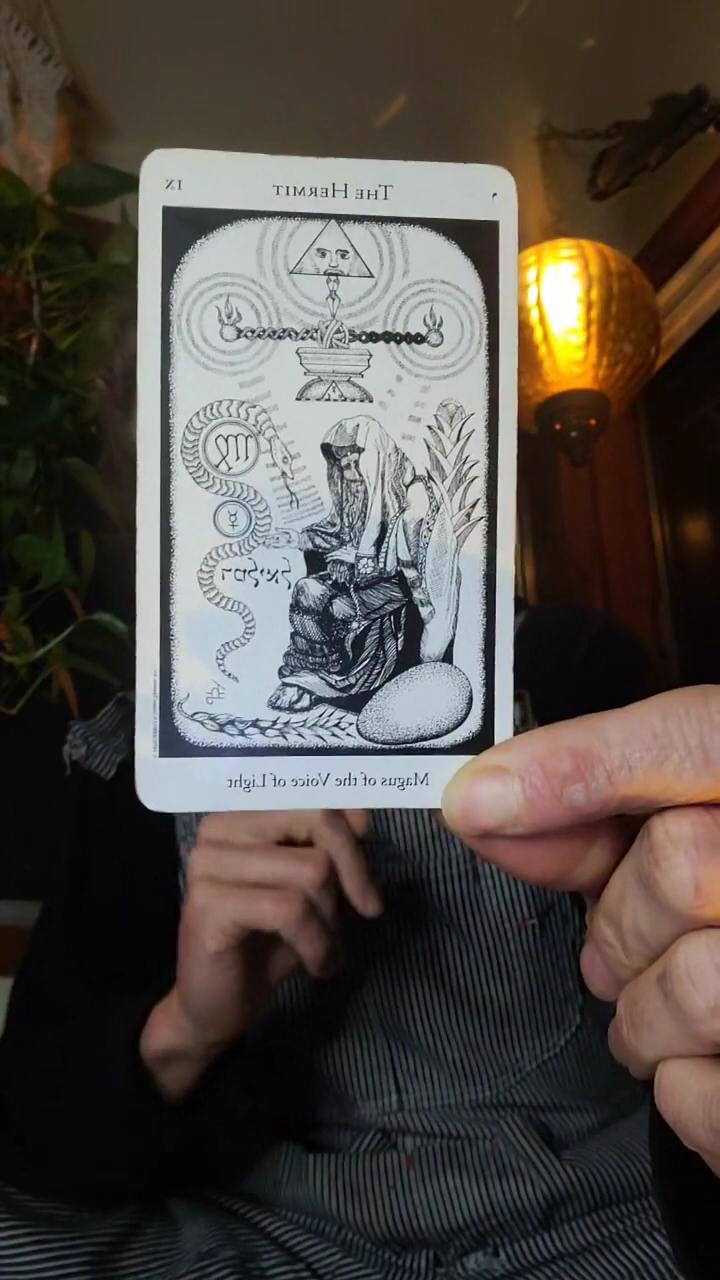 י THE HERMIT IX
Magus of the Voice of Light